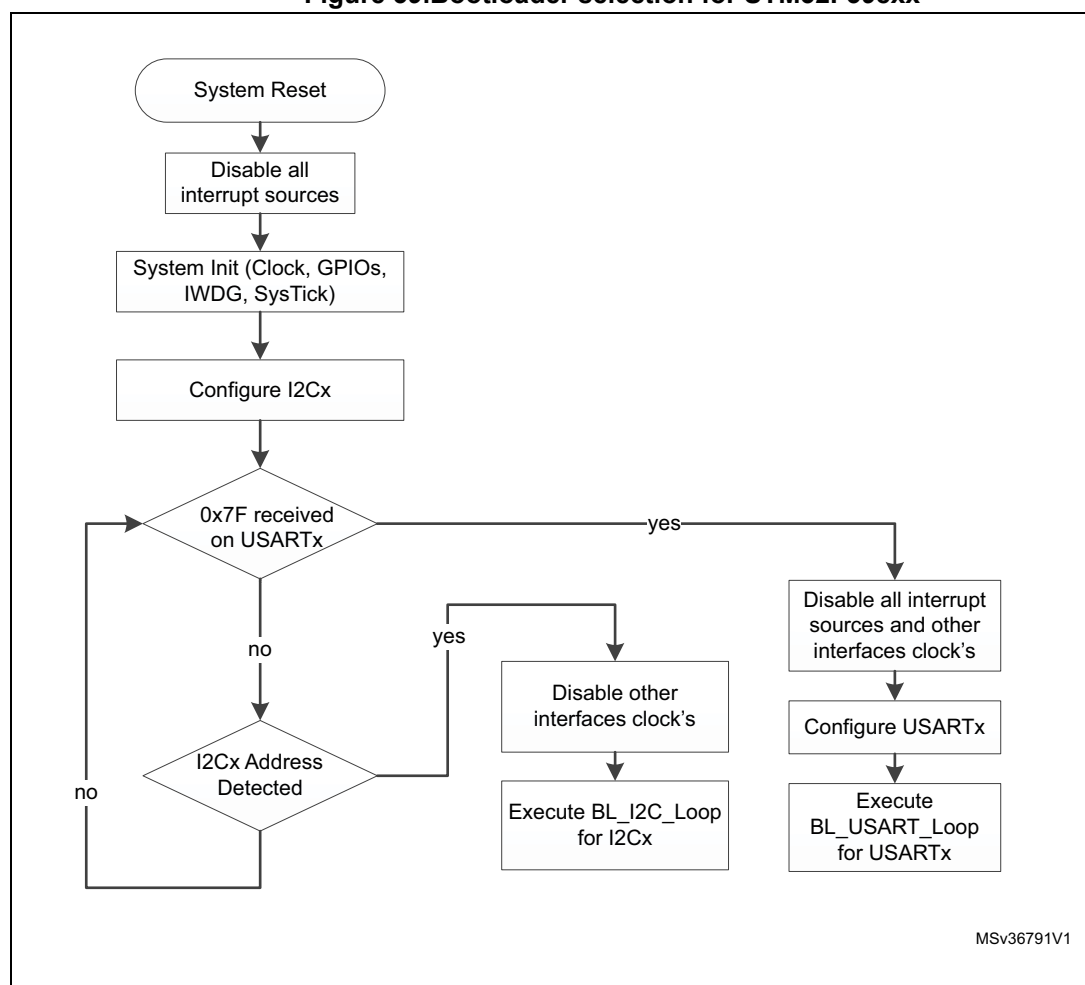 System Reset
Disable all
interrupt sources
System Init (Clock, GPIOs,
IWDG, SysTick)
Configure I2Cx
0x7F received
on USARTx
yes
no
yes
Disable all interrupt
sources and other
interfaces clock's
Disable other
interfaces clock's
Configure USARTx
I2Cx Address
Detected
no
Execute BL_I2C_Loop
for I2Cx
Execute
BL_USART_Loop
for USARTx
MSv36791V1